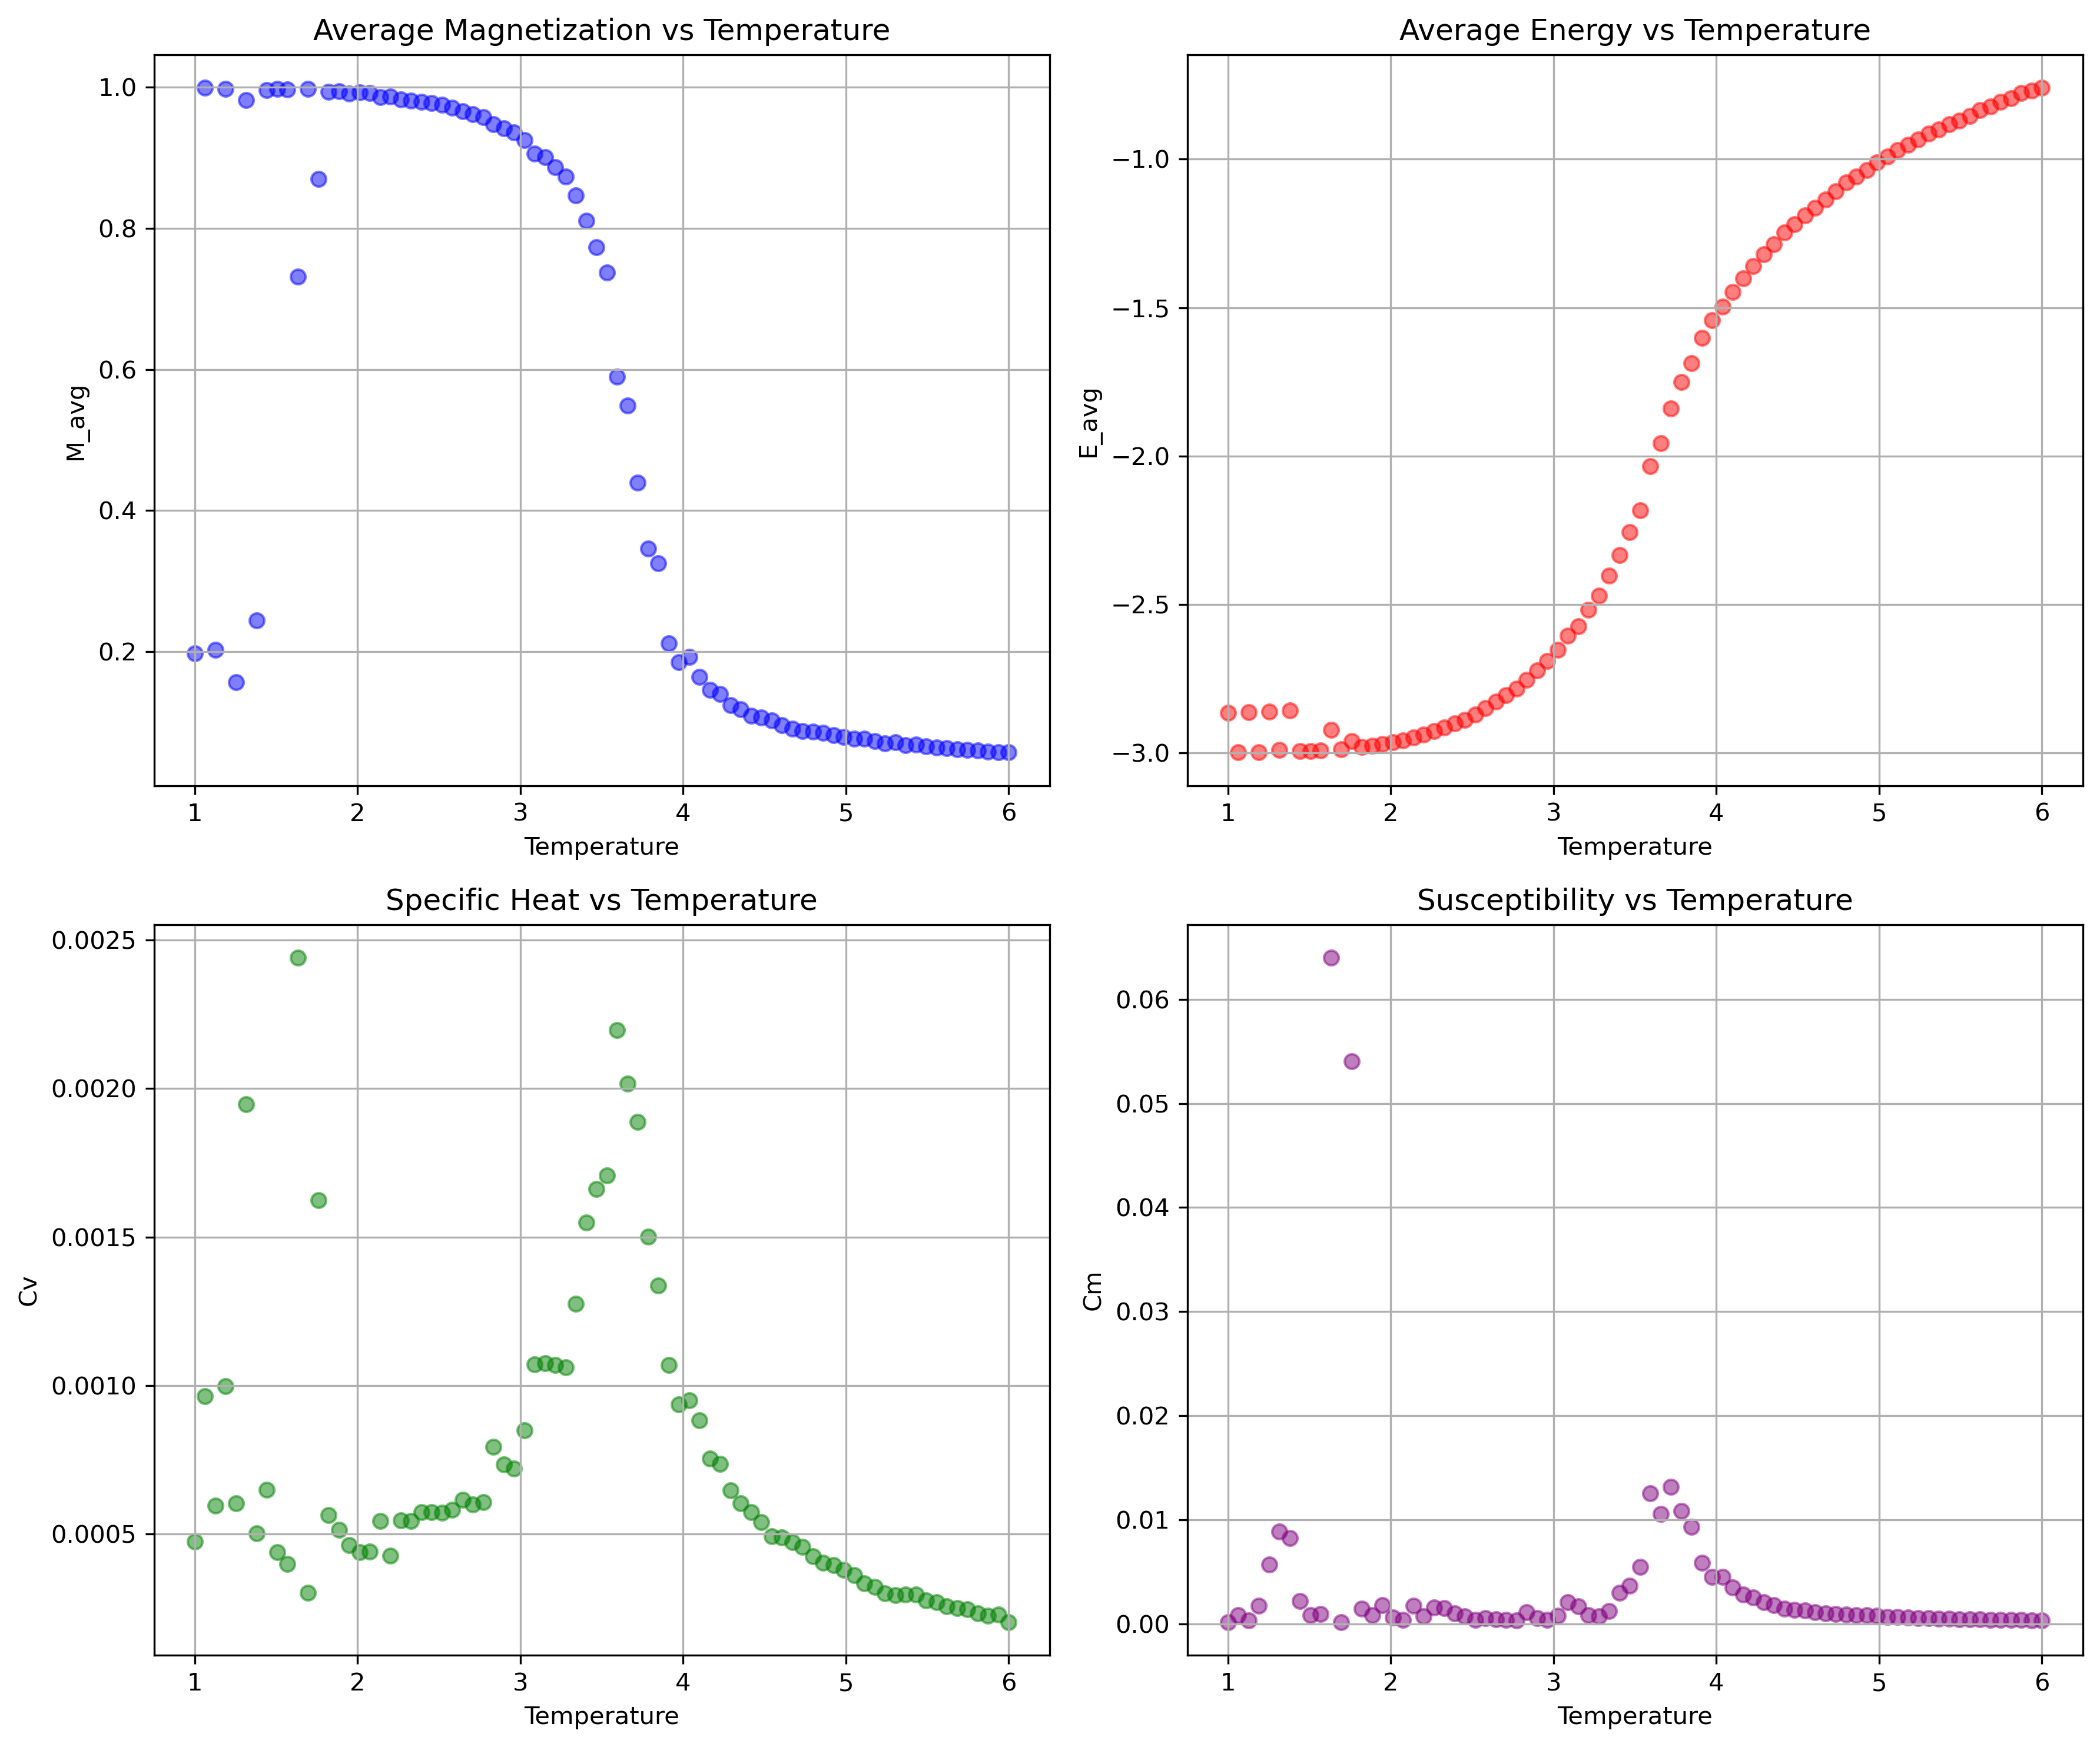 Average Magnetization vs Temperature
1.0
0.8
0.6
0.4
0.2
M_avg
1 2 3 4 5 6
Temperature
Average Energy vs Temperature
−1.0
−1.5
−2.0
−2.5
−3.0
E_avg
1 2 3 4 5 6
Temperature
Specific Heat vs Temperature
0.0025
0.0020
0.0015
0.0010
0.0005
Cv
1 2 3 4 5 6
Temperature
Susceptibility vs Temperature
0.06
0.05
0.04
0.03
0.02
0.01
0.00
Cm
1 2 3 4 5 6
Temperature